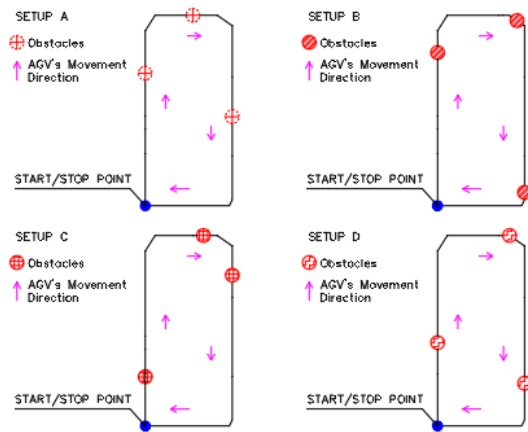 SETUP A
Obstacles
AGV's Movement
Direction
START/STOP POINT
SETUP B
Obstacles
AGV's Movement
Direction
START/STOP POINT
SETUP C
Obstacles
AGV's Movement
Direction
START/STOP POINT
SETUP D
Obstacles
AGV's Movement
Direction
START/STOP POINT